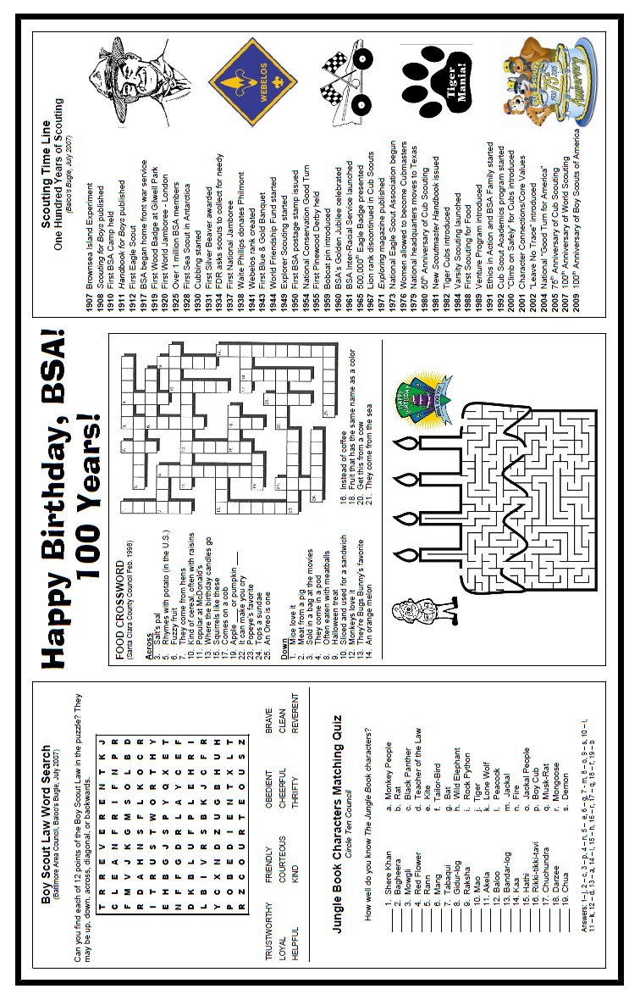 Boy Scout Law Word Search
(Baltimore Area Council, Baloo's Bugle, July 2007)
Can you find each of 12 points of the Boy Scout Law in the puzzle? They
may be up, down, across, diagonal, or backwards.
T R R E V E R E N T K J
C L E A N F R I F N P R
F M V J K G M S O L B D
R D A H N S F L K O C R
I T R U S T W O R T H Y
E H B G J S P Y Q X E T
N F F G D R L A Y C E F
D K B L U F P L H H R I
L B I V R S B K J C F R
Y C X N D Z U G B H U H
P O B E D I E N T X L T
R Z C O U R T E O U S Z
TRUSTWORTHY FRIENDLY OBEDIENT BRAVE
LOYAL COURTEOUS CHEERFUL CLEAN
HELPFUL KIND THRIFTY REVERENT
Jungle Book Characters Matching Quiz
Circle Ten Council
How well do you know The Jungle Book characters?
1. Shere Khan a. Monkey People
2. Bagheera b. Rat
3. Mowgli c. Black Panther
4. Red Flower d. Teacher of the Law
5. Rann e. Kite
6. Mang f. Tailor-Bird
7. Tabaqui g. Bat
8. Gidur-log h. Wild Elephant
9. Raksha i. Rock Python
10. Mao j. Tiger
11. Akela k. Lone Wolf
12. Baloo l. Peacock
13. Bandar-log m. Jackal
14. Kaa n. Fire
15. Hathi o. Jackal People
16. Rikki-tikki-tavi p. Boy Cub
17. Chuchundra q. Musk-Rat
18. Darzee r. Mongoose
19. Chua s. Demon
Answers: 1–j, 2–c, 3–p, 4–n, 5–e, 6–g, 7–m, 8–o, 9–s, 10–l,
11–k, 12–d, 13–a, 14–i, 15–h, 16–r, 17–q, 18–f, 19–b
Happy Birthday, BSA!
100 Years!
FOOD CROSSWORD
(Santa Clara County Council Feb. 1998)
Across
3. Salt's pal
5. Rhymes with potato (in the U.S.)
6. Fuzzy fruit
7. They come from hens
10. Kind of cereal, often with raisins
11. Popular at McDonald's
13. Where the birthday candles go
15. Squirrels like these
17. Comes on a cob
19. Apple ___ or pumpkin ___
22. It can make you cry
23. Popeye's favorite
24. Tops a sundae
25. An Oreo is one
Down
1. Mice love it
2. Meat from a pig
3. Sold in a bag at the movies
4. They come in a pod
8. Often eaten with meatballs
9. Halloween treat
10. Sliced and used for a sandwich
12. Monkeys love it
13. They're Bugs Bunny's favorite
14. An orange melon
16. Instead of coffee
18. Fruit that has the same name as a color
20. Get this from a cow
21. They come from the sea
HAPPY
BIRTHDAY
Scouting Time Line
One Hundred Years of Scouting
(Baloo's Bugle, July 2007)
1907 Brownsea Island Experiment
1908 Scouting for Boys published
1910 First BSA Camp held
1911 Handbook for Boys published
1912 First Eagle Scout
1917 BSA began home front war service
1919 First Wood Badge at Gilwell Park
1920 First World Jamboree in London
1925 Over 1 million BSA members
1928 First Sea Scout in Antarctica
1930 Cubbing started
1931 First Silver Beaver awarded
1934 FDR asks scouts to collect for needy
1937 First National Jamboree
1938 Waite Phillips donates Philmont
1941 Webelos rank created
1943 First Blue & Gold Banquet
1944 World Friendship Fund started
1949 Explorer Scouting started
1950 First BSA postage stamp issued
1954 National Conservation Good Turn
1955 First Pinewood Derby held
1959 Bobcat pin introduced
1960 BSA's Golden Jubilee celebrated
1961 BSA Inter-Racial Service launched
1965 500,000th Eagle Badge presented
1967 Lion rank discontinued in Cub Scouts
1971 Exploring magazine published
1973 National Eagle Scout Association begun
1976 Women allowed to become Cubmasters
1979 National headquarters moves to Texas
1980 50th Anniversary of Cub Scouting
1981 New Scoutmaster Handbook issued
1982 Tiger Cubs introduced
1984 Varsity Scouting launched
1988 First Scouting for Food
1989 Venture Program introduced
1991 Ethics in Action and BSA Family started
1992 Cub Scout Academics program started
2000 "Climb on Safely" for Cubs introduced
2001 Character Connections/Core Values
2002 "Leave No Trace" introduced
2004 National "Good Turn for America"
2005 75th Anniversary of Cub Scouting
2007 100th Anniversary of World Scouting
2009 100th Anniversary of Boy Scouts of America
WEBELOS
Tiger
Mania!
75
Anniversary